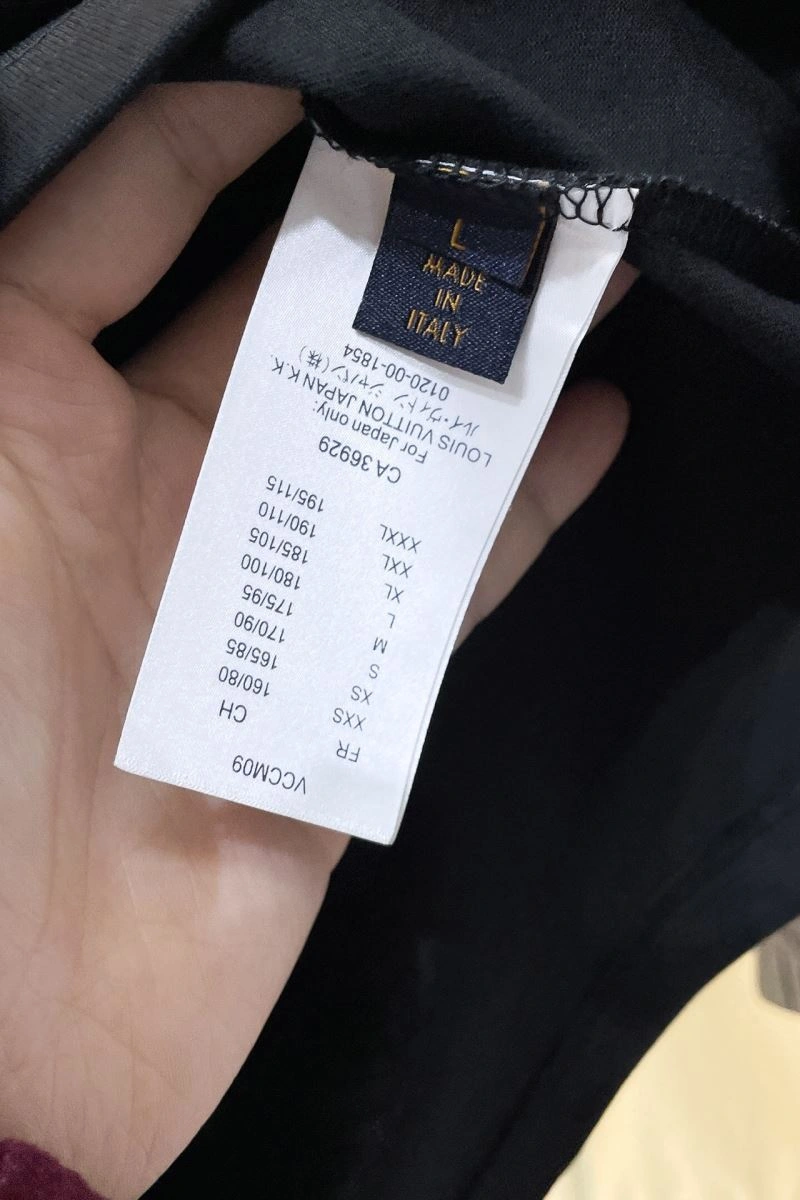 L
MADE
IN
ITALY
VCCM09
FR CH
XXS 160/80
XS 165/85
S 170/90
M 175/95
L 180/100
XL 185/105
XXL 190/110
XXXL 195/115
CA 36929
For Japan only:
LOUIS VUITTON JAPAN K.K.
ルイ・ヴィトン ジャパン(株)
0120-00-1854